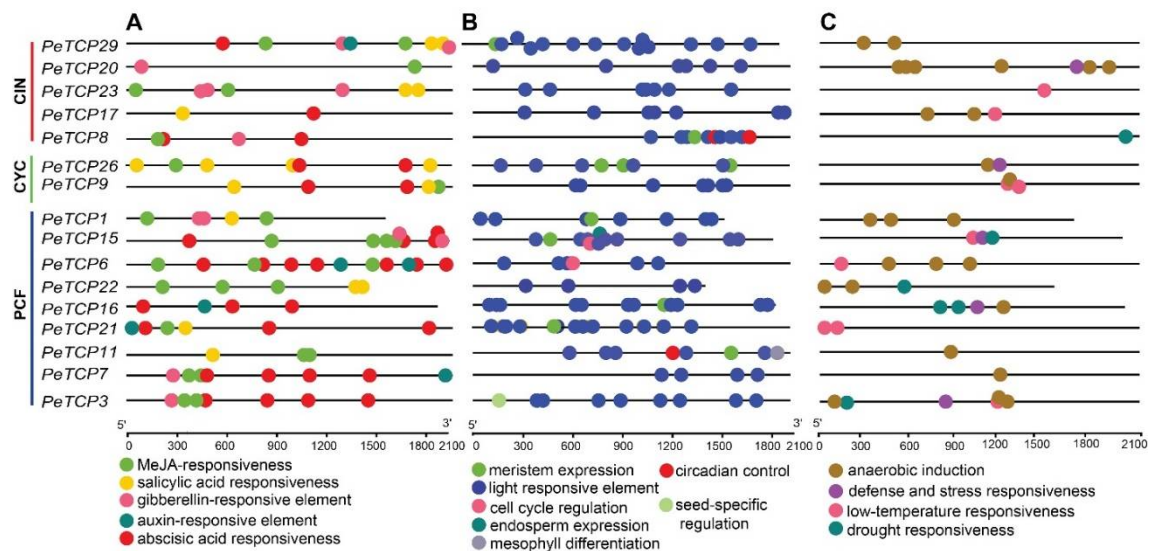 A B C
CIN
PeTCP29
PeTCP20
PeTCP23
PeTCP17
PeTCP8
CYC
PeTCP26
PeTCP9
PCF
PeTCP1
PeTCP15
PeTCP6
PeTCP22
PeTCP16
PeTCP21
PeTCP11
PeTCP7
PeTCP3
5' 3' 5' 3' 5' 3'
0 300 600 900 1200 1500 1800 2100
0 300 600 900 1200 1500 1800 2100
0 300 600 900 1200 1500 1800 2100
MeJA-responsiveness
salicylic acid responsiveness
gibberellin-responsive element
auxin-responsive element
abscisic acid responsiveness
meristem expression
light responsive element
cell cycle regulation
endosperm expression
mesophyll differentiation
circadian control
seed-specific
regulation
anaerobic induction
defense and stress responsiveness
low-temperature responsiveness
drought responsiveness